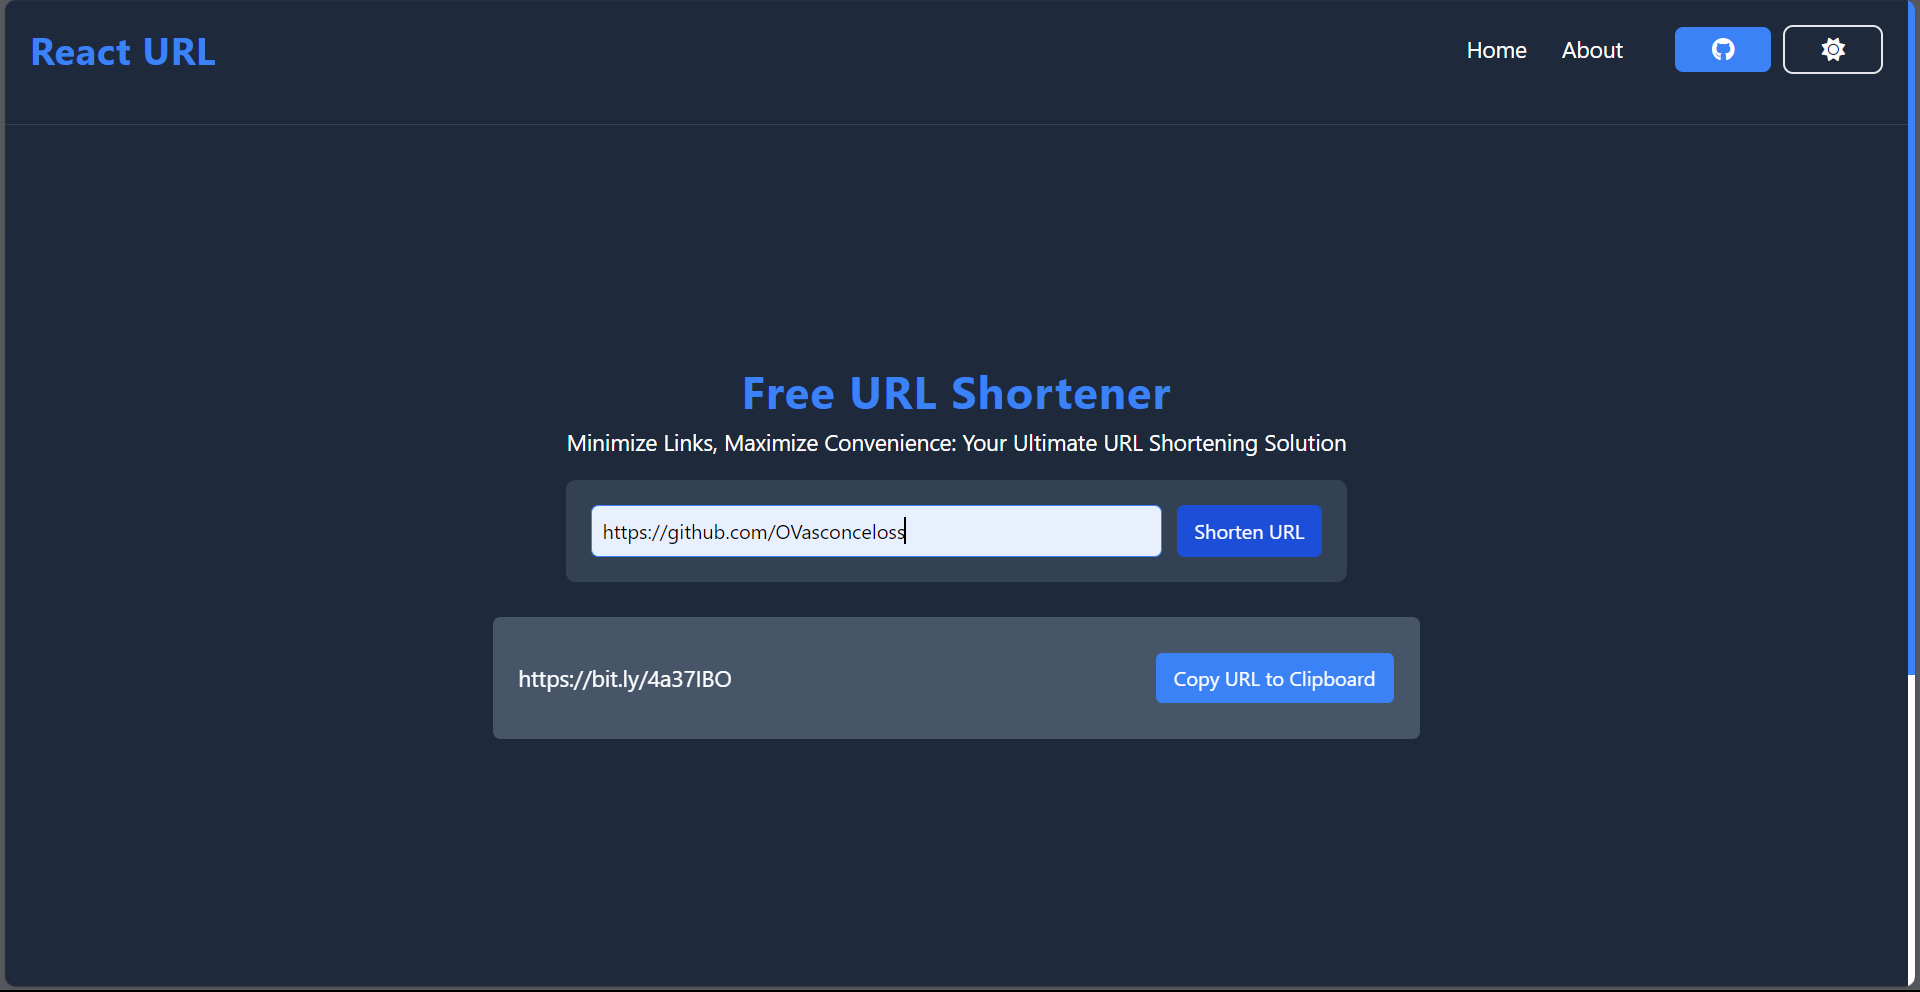 React URL
Home About
Free URL Shortener
Minimize Links, Maximize Convenience: Your Ultimate URL Shortening Solution
https://github.com/OVasconceloss
Shorten URL
https://bit.ly/4a37IBO
Copy URL to Clipboard